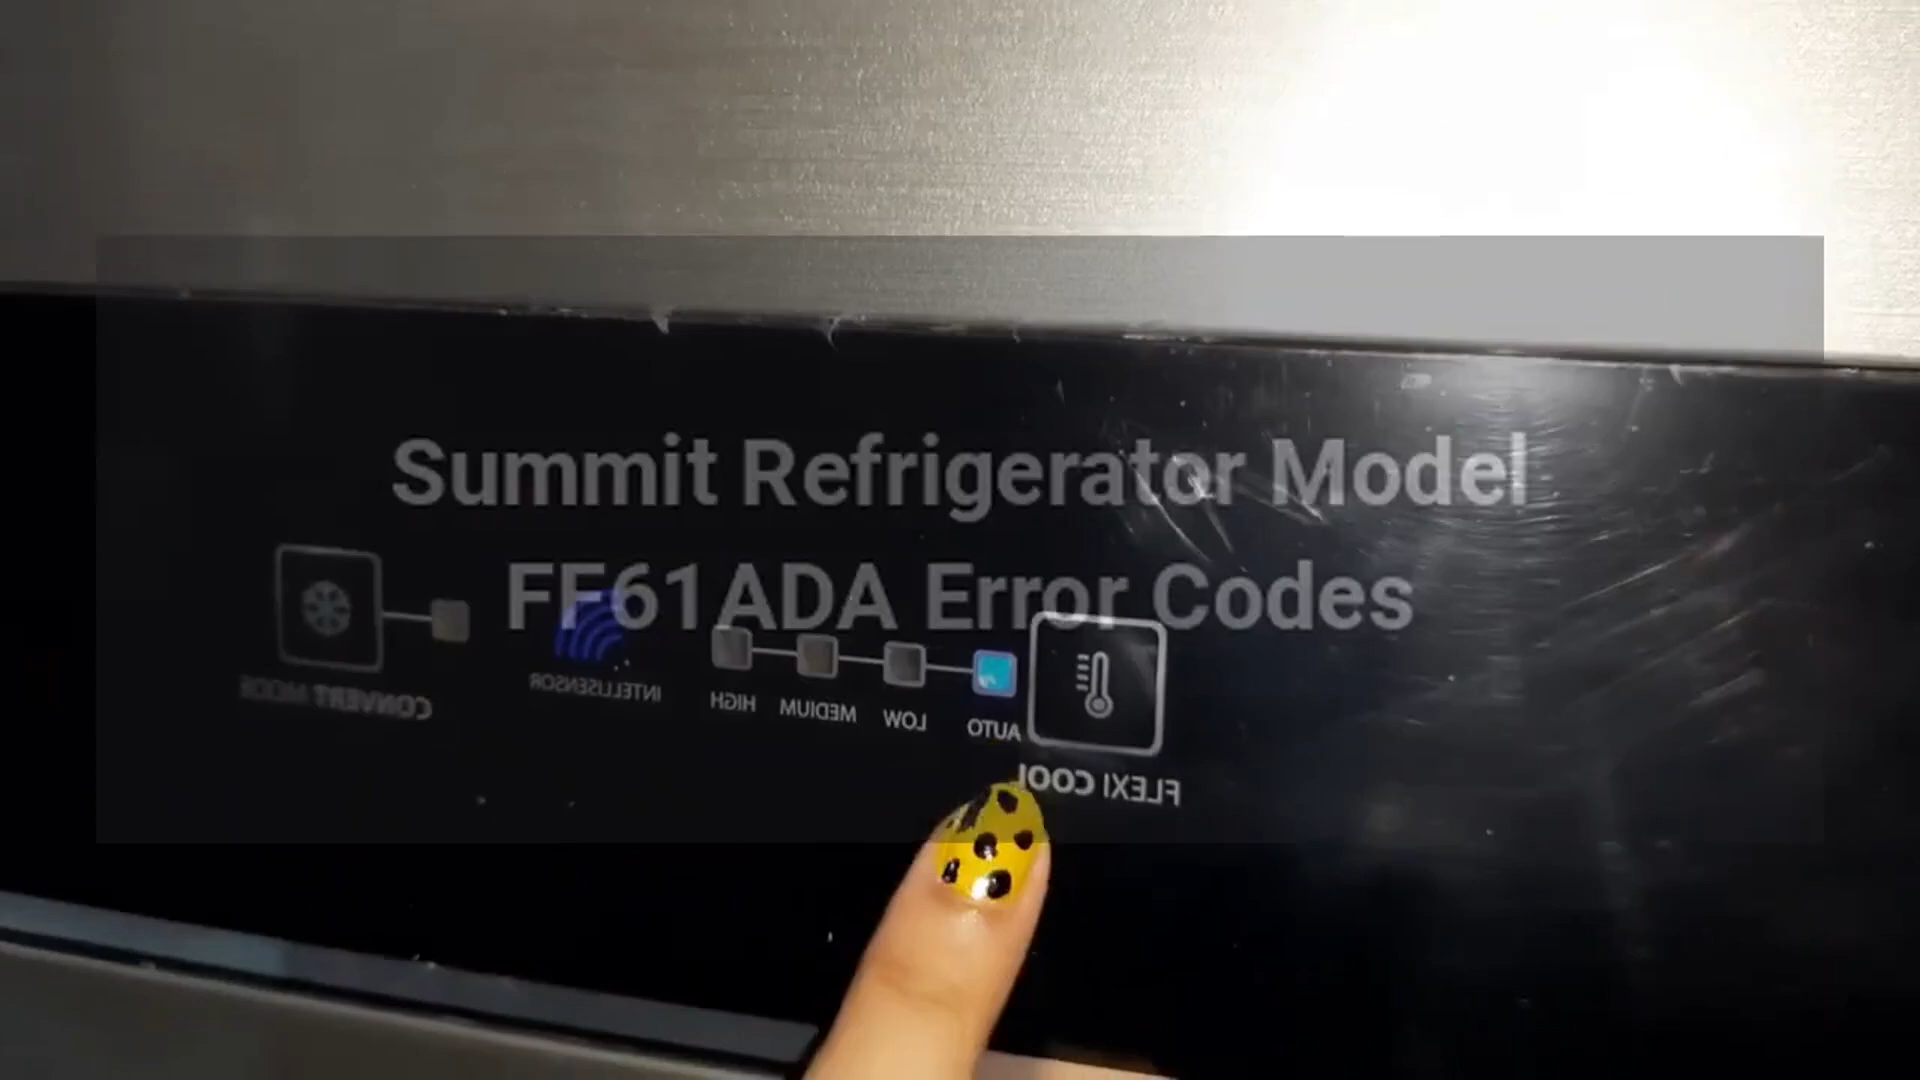 Summit Refrigerator Model
FF61ADA Error Codes
CONVERT MODE
INTELLISENSOR
HIGH
MEDIUM
LOW
AUTO
FLEXI COOL